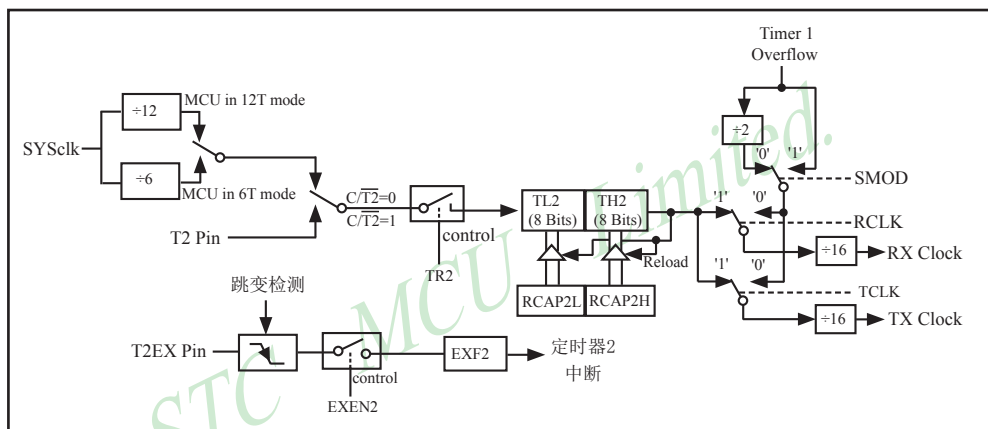 Timer 1
Overflow
÷12
MCU in 12T mode
SYSclk
÷6
MCU in 6T mode
÷2
'0'
'1'
SMOD
C/T2=0
C/T2=1
T2 Pin
control
TR2
TL2
(8 Bits)
TH2
(8 Bits)
Reload
RCAP2L
RCAP2H
'1'
'0'
RCLK
÷16
RX Clock
'1'
'0'
TCLK
÷16
TX Clock
跳变检测
T2EX Pin
control
EXEN2
EXF2
定时器2
中断
STC MCU Limited.